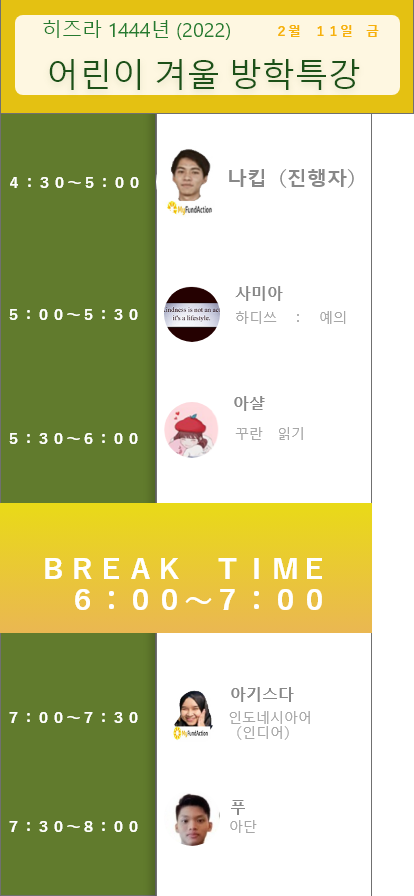 히즈라 1444년 (2022)
2월 11일 금
어린이 겨울 방학특강
4：30～5：00
나킵（진행자）
MyFundAction
5：00～5：30
사미아
하디쓰 ： 예의
indness is not an act
it's a lifestyle.
5：30～6：00
아샬
꾸란 읽기
BREAK TIME
6：00～7：00
7：00～7：30
아기스다
인도네시아어
（인디어）
MyFundAction
7：30～8：00
푸
아단